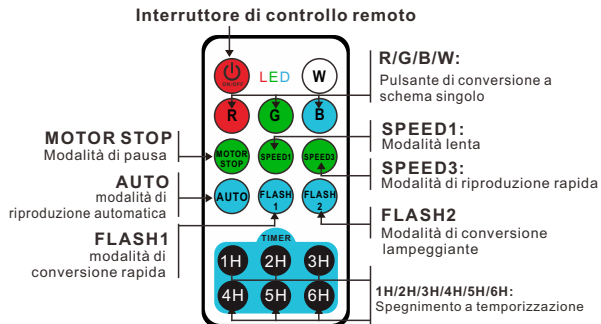 Interruttore di controllo remoto
ON/OFF
LED
W
R
G
B
R/G/B/W:
Pulsante di conversione a
schema singolo
MOTOR STOP
Modalità di pausa
MOTOR
STOP
SPEED1
SPEED3
SPEED1:
Modalità lenta
SPEED3:
Modalità di riproduzione rapida
AUTO
modalità di
riproduzione automatica
AUTO
FLASH
1
FLASH
2
FLASH2
Modalità di conversione
lampeggiante
FLASH1
modalità di
conversione rapida
TIMER
1H
2H
3H
4H
5H
6H
1H/2H/3H/4H/5H/6H:
Spegnimento a temporizzazione